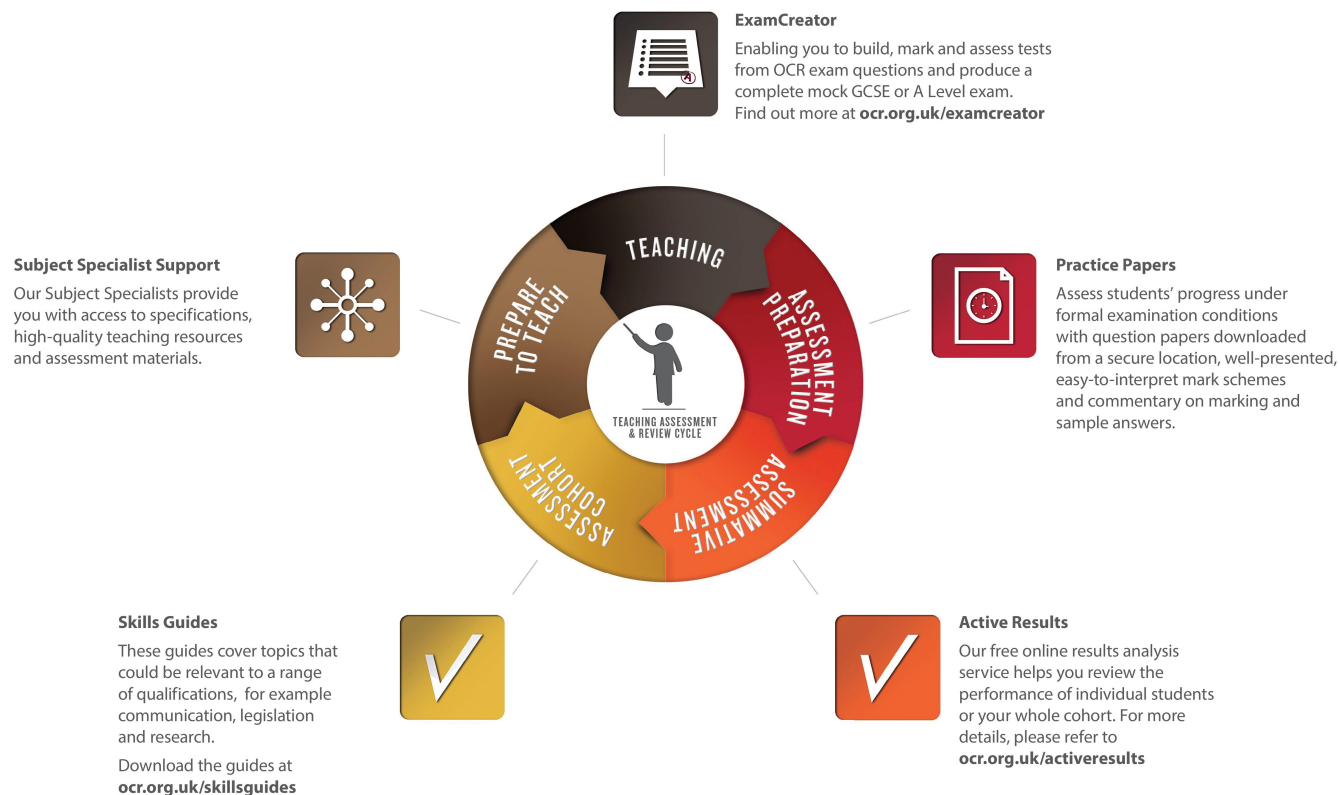 ExamCreator
Enabling you to build, mark and assess tests
from OCR exam questions and produce a
complete mock GCSE or A Level exam.
Find out more at ocr.org.uk/examcreator
Subject Specialist Support
Our Subject Specialists provide
you with access to specifications,
high-quality teaching resources
and assessment materials.
TEACHING
PREPARE
TO TEACH
ASSESSMENT
PREPARATION
SUMMATIVE
ASSESSMENT
ASSESSMENT
COHORT
TEACHING ASSESSMENT
& REVIEW CYCLE
A
Practice Papers
Assess students’ progress under
formal examination conditions
with question papers downloaded
from a secure location, well-presented,
easy-to-interpret mark schemes
and commentary on marking and
sample answers.
Skills Guides
These guides cover topics that
could be relevant to a range
of qualifications, for example
communication, legislation
and research.
Download the guides at
ocr.org.uk/skillsguides
Active Results
Our free online results analysis
service helps you review the
performance of individual students
or your whole cohort. For more
details, please refer to
ocr.org.uk/activeresults